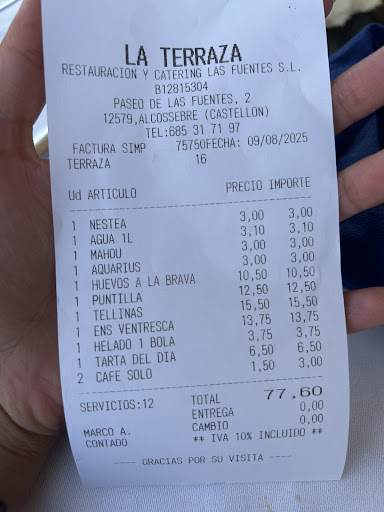 LA TERRAZA
RESTAURACION Y CATERING LAS FUENTES S.L.
B12815304
PASEO DE LAS FUENTES, 2
12579,ALCOSSEBRE (CASTELLON)
TEL:685 31 71 97
FACTURA SIMP 75750FECHA: 09/08/2025
TERRAZA 16
Ud ARTICULO PRECIO IMPORTE
1 NESTEA 3,00 3,00
1 AGUA 1L 3,10 3,10
1 MAHOU 3,00 3,00
1 AQUARIUS 3,00 3,00
1 HUEVOS A LA BRAVA 10,50 10,50
1 PUNTILLA 12,50 12,50
1 TELLINAS 15,50 15,50
1 ENS VENTRESCA 13,75 13,75
1 HELADO 1 BOLA 3,75 3,75
1 TARTA DEL DIA 6,50 6,50
2 CAFE SOLO 1,50 3,00
SERVICIOS:12 TOTAL 77,60
ENTREGA 0,00
MARCO A. CAMBIO 0,00
CONTADO ** IVA 10% INCLUIDO **
---- GRACIAS POR SU VISITA ----